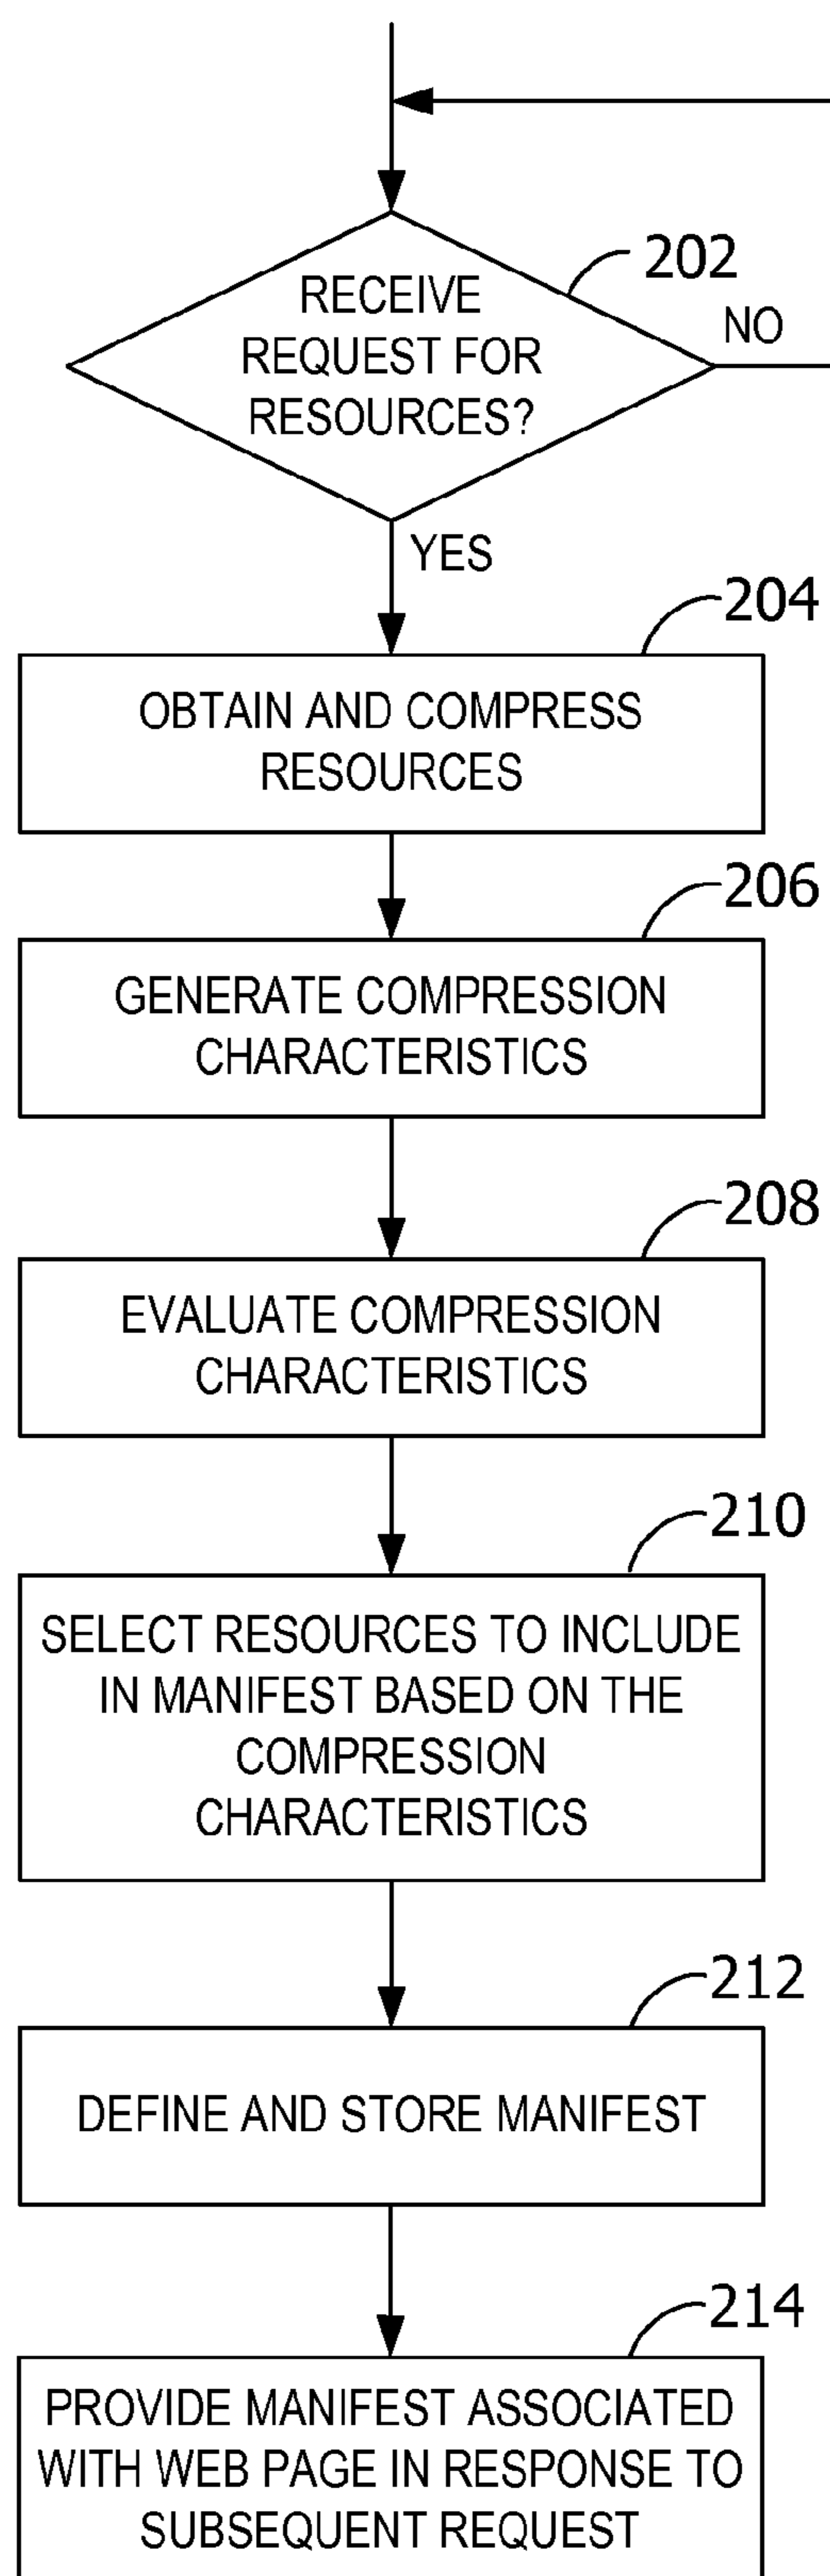 202
RECEIVE
REQUEST FOR
RESOURCES?
NO
YES
204
OBTAIN AND COMPRESS
RESOURCES
206
GENERATE COMPRESSION
CHARACTERISTICS
208
EVALUATE COMPRESSION
CHARACTERISTICS
210
SELECT RESOURCES TO INCLUDE
IN MANIFEST BASED ON THE
COMPRESSION
CHARACTERISTICS
212
DEFINE AND STORE MANIFEST
214
PROVIDE MANIFEST ASSOCIATED
WITH WEB PAGE IN RESPONSE TO
SUBSEQUENT REQUEST